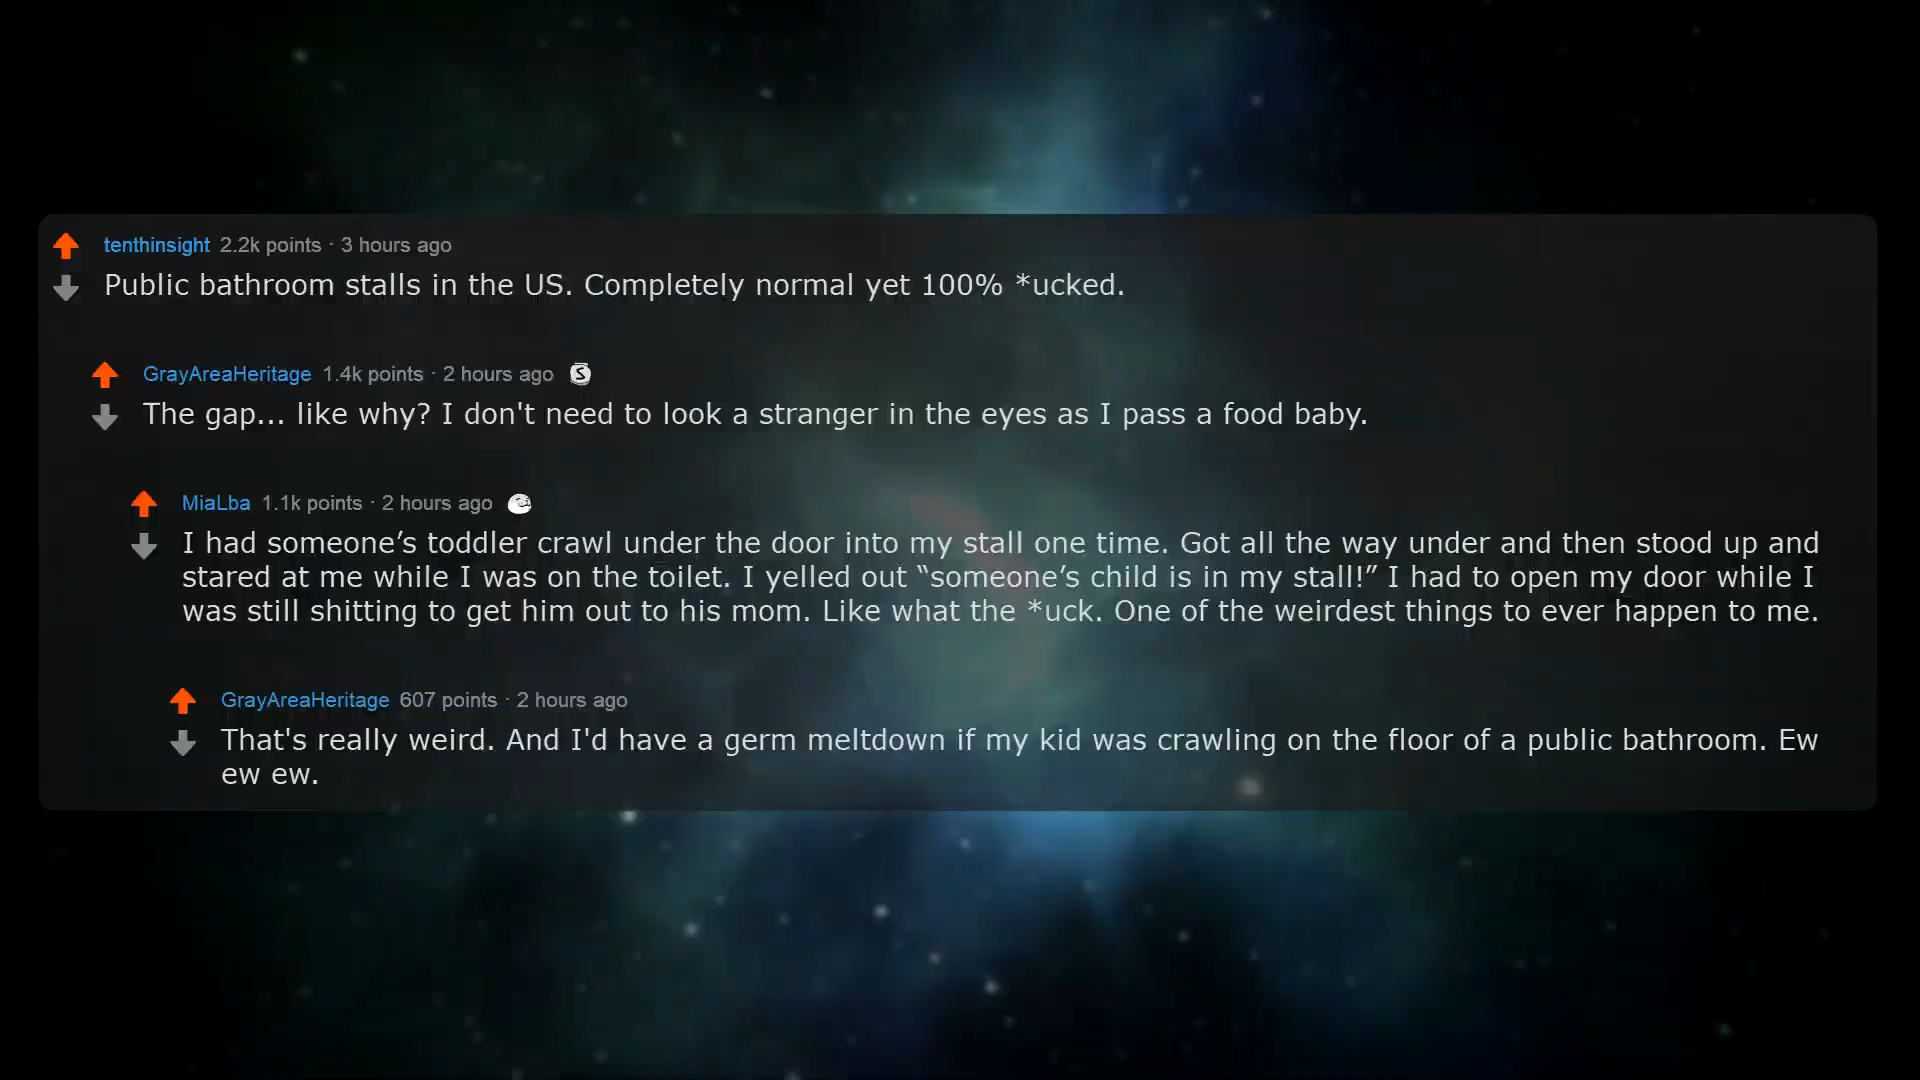 tenthinsight 2.2k points · 3 hours ago
Public bathroom stalls in the US. Completely normal yet 100% *ucked.
GrayAreaHeritage 1.4k points · 2 hours ago
The gap... like why? I don't need to look a stranger in the eyes as I pass a food baby.
MiaLba 1.1k points · 2 hours ago
I had someone’s toddler crawl under the door into my stall one time. Got all the way under and then stood up and
stared at me while I was on the toilet. I yelled out “someone’s child is in my stall!” I had to open my door while I
was still shitting to get him out to his mom. Like what the *uck. One of the weirdest things to ever happen to me.
GrayAreaHeritage 607 points · 2 hours ago
That's really weird. And I'd have a germ meltdown if my kid was crawling on the floor of a public bathroom. Ew
ew ew.